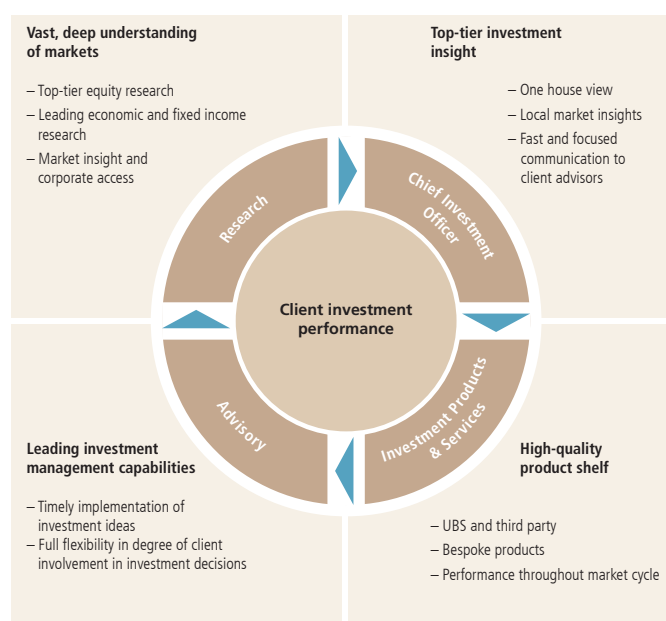 Vast, deep understanding
of markets
– Top-tier equity research
– Leading economic and fixed income
research
– Market insight and
corporate access
Top-tier investment
insight
– One house view
– Local market insights
– Fast and focused
communication to
client advisors
Research
Chief Investment
Officer
Client investment
performance
Advisory
Investment Products
& Services
Leading investment
management capabilities
– Timely implementation of
investment ideas
– Full flexibility in degree of client
involvement in investment decisions
High-quality
product shelf
– UBS and third party
– Bespoke products
– Performance throughout market cycle